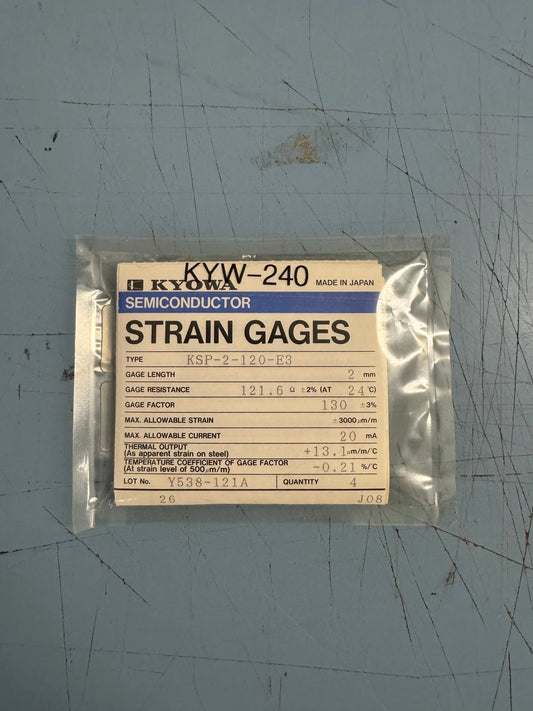 KYW-240
KYOWA MADE IN JAPAN
SEMICONDUCTOR
STRAIN GAGES
TYPE KSP-2-120-E3
GAGE LENGTH 2 mm
GAGE RESISTANCE 121.6 Ω ±2% (AT 24 °C)
GAGE FACTOR 130 ±3%
MAX. ALLOWABLE STRAIN ±3000μm/m
MAX. ALLOWABLE CURRENT 20 mA
THERMAL OUTPUT
(As apparent strain on steel) +13.1μm/m/°C
TEMPERATURE COEFFICIENT OF GAGE FACTOR
(At strain level of 500μm/m) -0.21 %/°C
LOT No. Y538-121A QUANTITY 4
26 J08